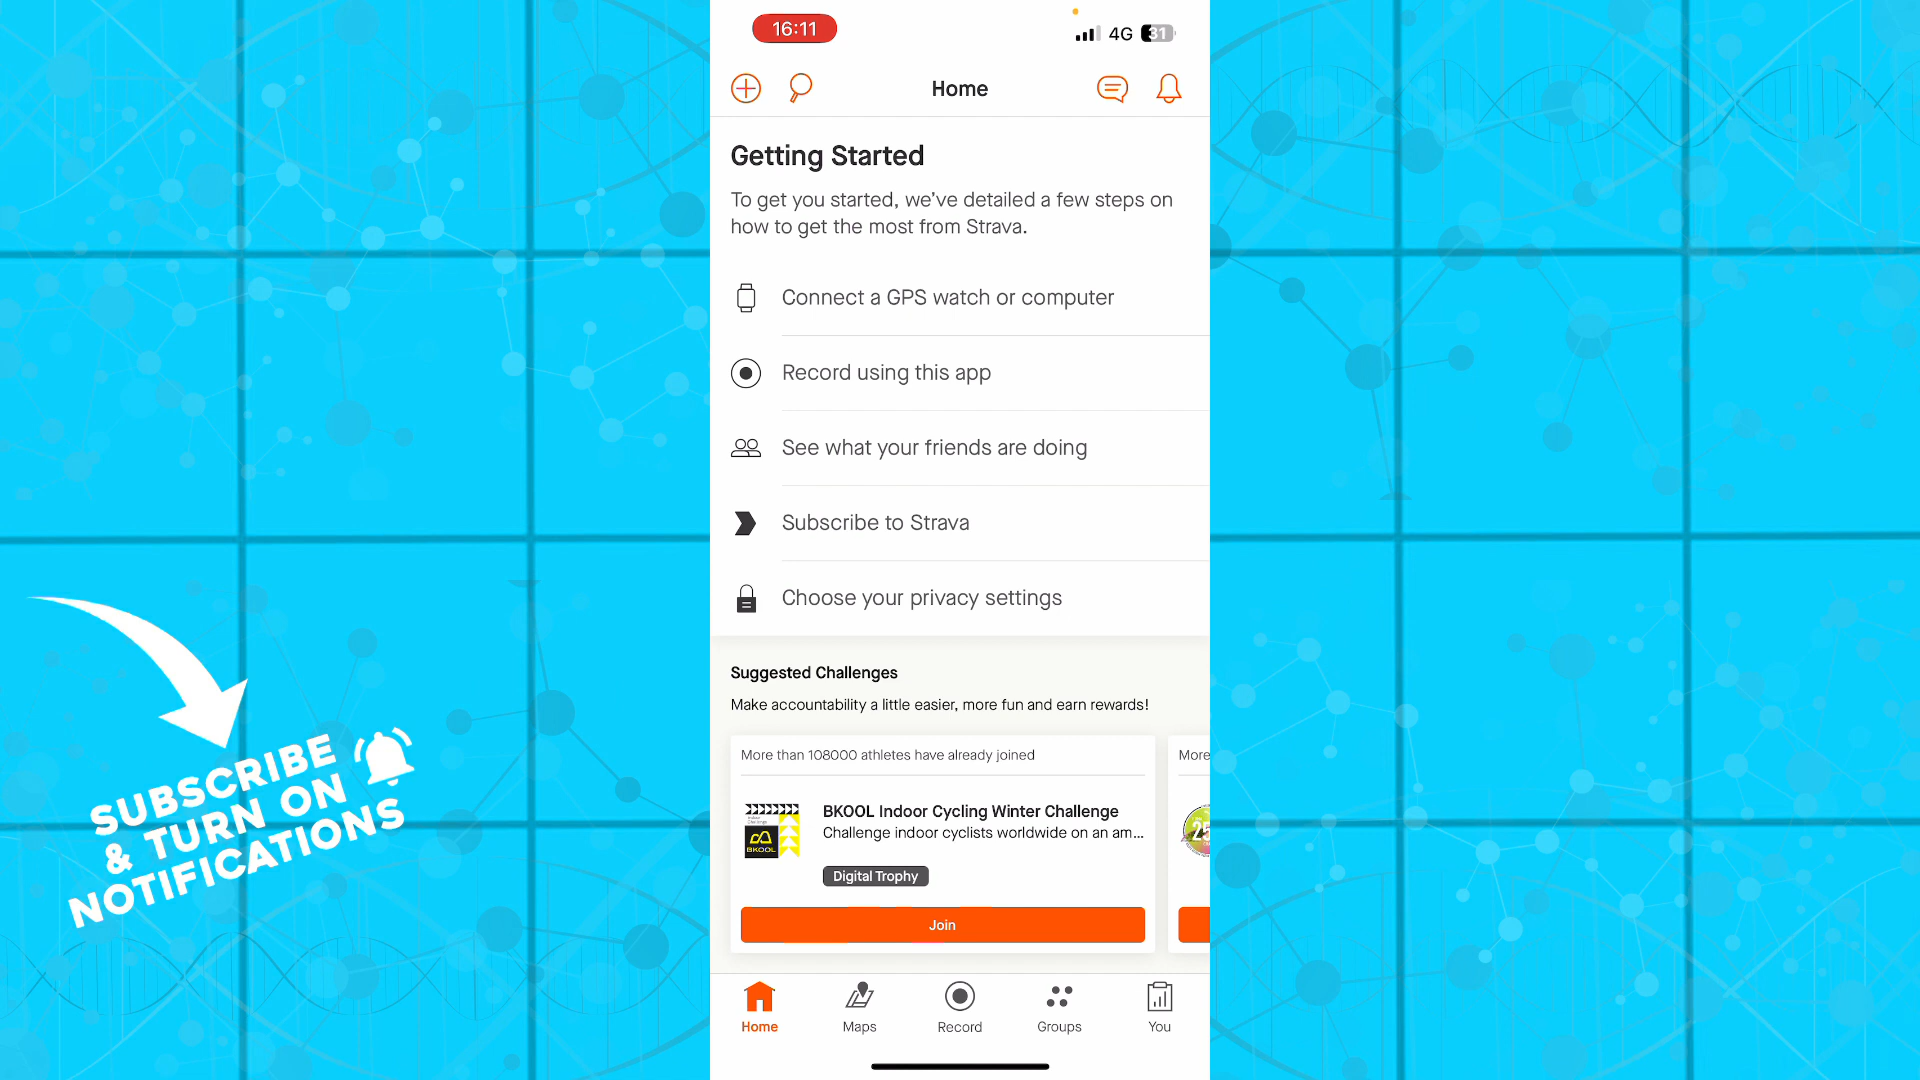 16:11
4G 31
Home
Getting Started
To get you started, we've detailed a few steps on
how to get the most from Strava.
Connect a GPS watch or computer
Record using this app
See what your friends are doing
Subscribe to Strava
Choose your privacy settings
Suggested Challenges
Make accountability a little easier, more fun and earn rewards!
More than 108000 athletes have already joined
More
BKOOL Indoor Cycling Winter Challenge
Challenge indoor cyclists worldwide on an am...
BKOOL
25
Digital Trophy
Join
Home
Maps
Record
Groups
You
SUBSCRIBE
& TURN ON
NOTIFICATIONS